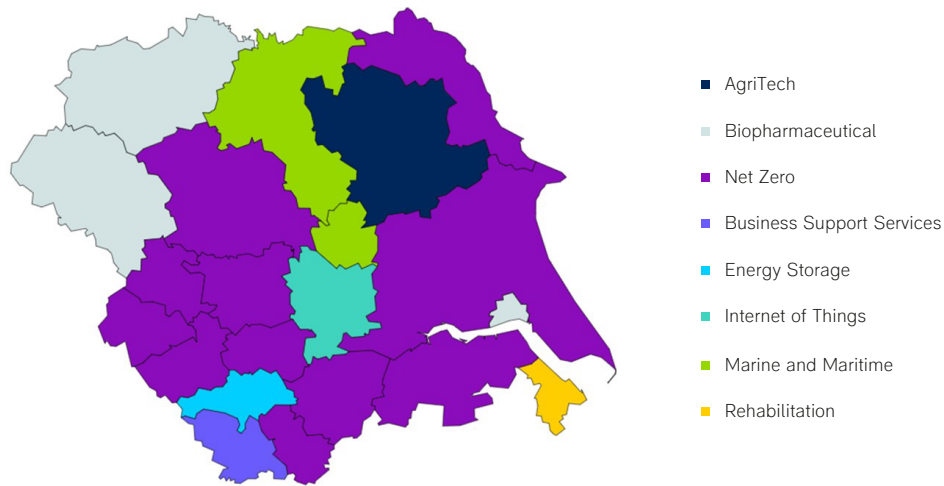 AgriTech
Biopharmaceutical
Net Zero
Business Support Services
Energy Storage
Internet of Things
Marine and Maritime
Rehabilitation